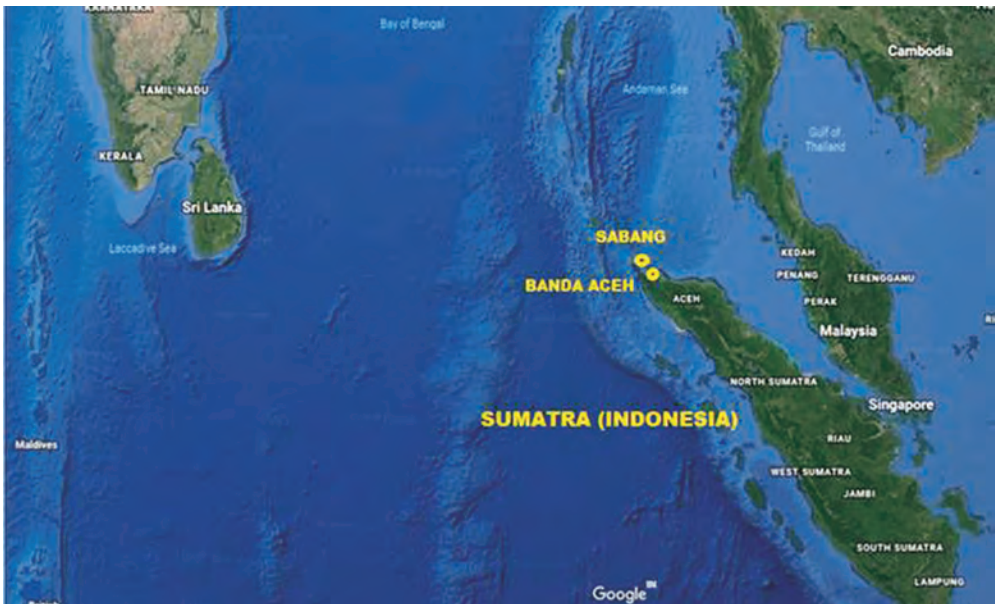 KARNATAKA
Bay of Bengal
Cambodia
TAMIL NADU
Andaman Sea
Gulf of
Thailand
KERALA
Sri Lanka
Laccadive Sea
SABANG
KEDAH
BANDA ACEH
PENANG
TERENGGANU
ACEH
PERAK
Malaysia
NORTH SUMATRA
Singapore
SUMATRA (INDONESIA)
Maldives
RIAU
WEST SUMATRA
JAMBI
SOUTH SUMATRA
LAMPUNG
Google IN